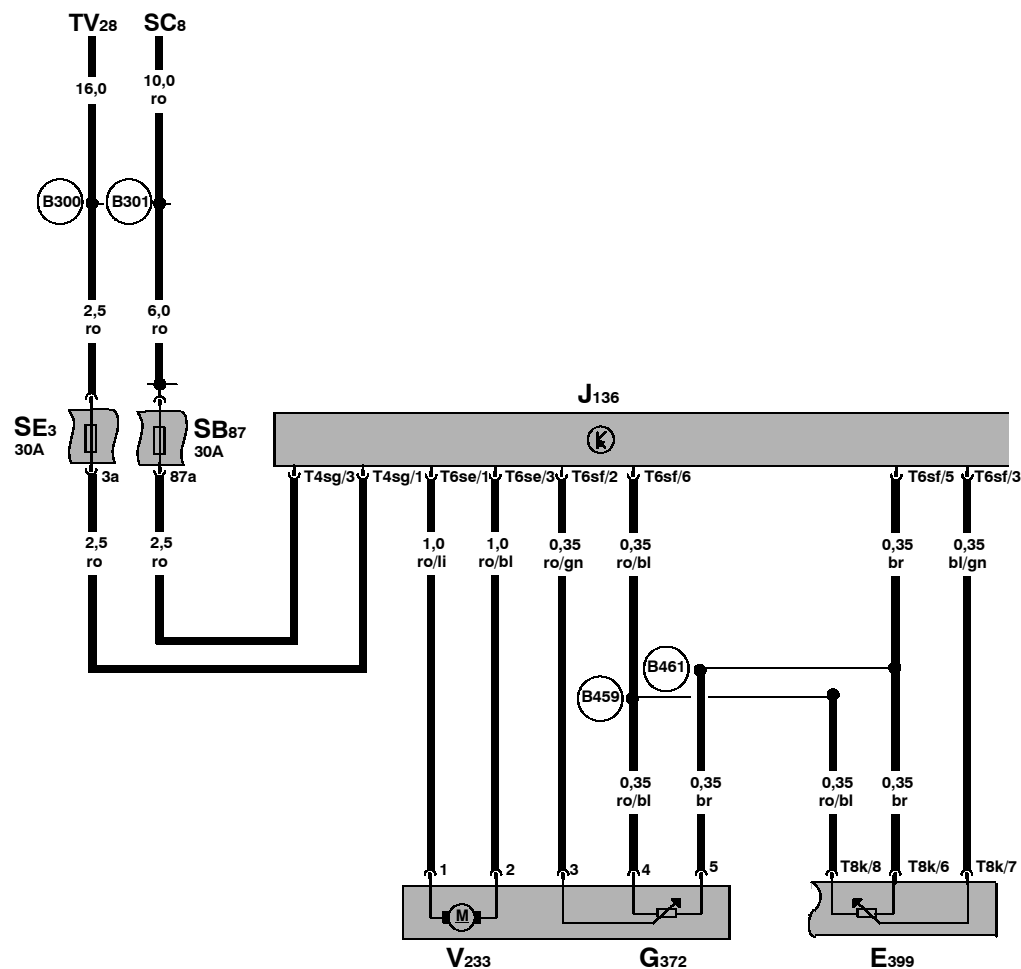 TV28 SC8
16,0
10,0
ro
B300
B301
2,5
ro
6,0
ro
J136
SE3
30A
SB87
30A
3a
87a
T4sg/3
T4sg/1
T6se/1
T6se/3
T6sf/2
T6sf/6
T6sf/5
T6sf/3
2,5
ro
2,5
ro
1,0
ro/li
1,0
ro/bl
0,35
ro/gn
0,35
ro/bl
0,35
br
0,35
bl/gn
B461
B459
0,35
ro/bl
0,35
br
0,35
ro/bl
0,35
br
1
2
3
4
5
T8k/8
T8k/6
T8k/7
M
V233
G372
E399